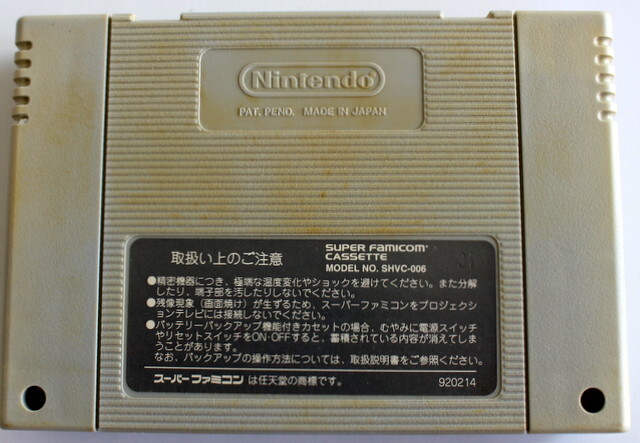 Nintendo
PAT. PEND. MADE IN JAPAN
取扱い上のご注意
SUPER FAMICOM
CASSETTE
MODEL NO. SHVC-006
●精密機器につき、極端な温度変化やショックを避けてください。また分解
したり、端子部を汚したりしないでください。
●残像現象(画面焼け)が生ずるため、スーパーファミコンをプロジェクシ
ョンテレビには接続しないでください。
●バッテリーバックアップ機能付きカセットの場合、むやみに電源スイッチ
やリセットスイッチをON・OFFすると、蓄積されている内容が消えてしま
うことがあります。
なお、バックアップの操作方法については、取扱説明書をご参照ください。
スーパーファミコンは任天堂の商標です。
920214